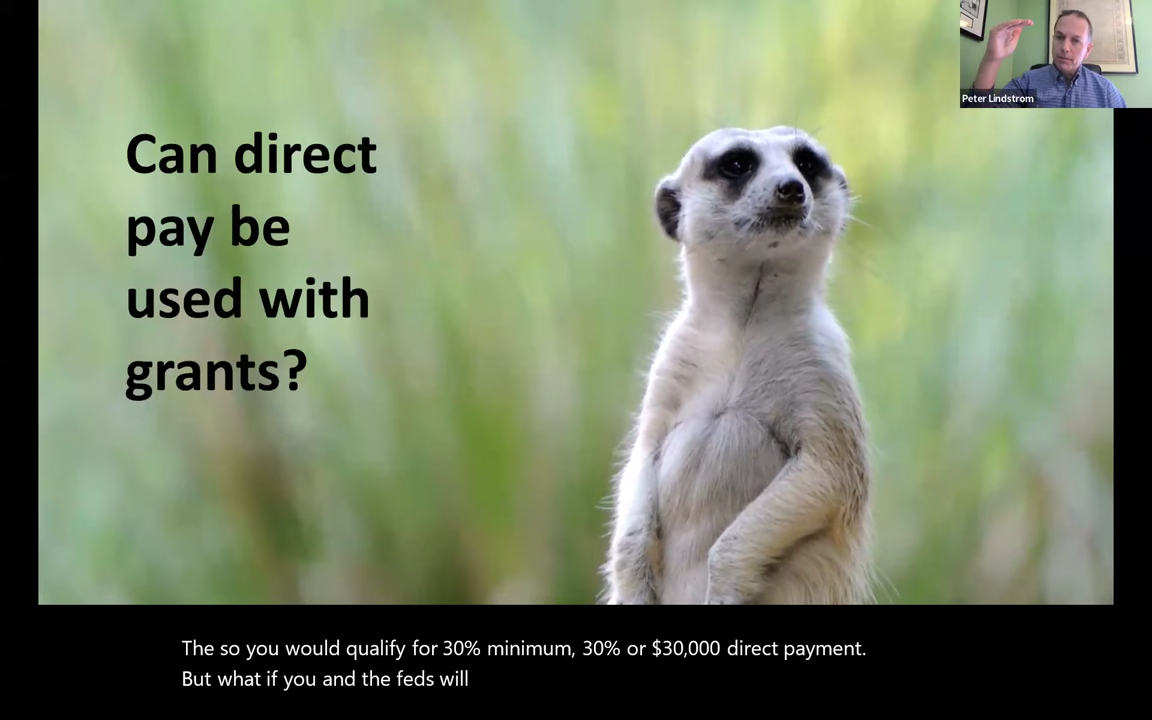 Can direct
pay be
used with
grants?
Peter Lindstrom
The so you would qualify for 30% minimum, 30% or $30,000 direct payment.
But what if you and the feds will